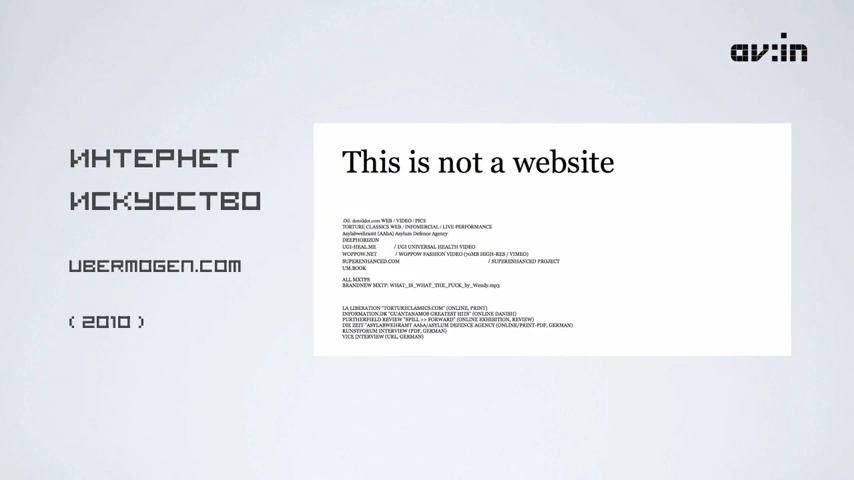 av:in
ИНТЕРНЕТ
ИСКУССТВО
UBERMOGEN.COM
( 2010 )
This is not a website
WEB / VIDEO / PICS
TORTURE CLASSICS WEB / INFOMERCIAL / LIVE-PERFORMANCE
Asylabwehramt (AAbA) Asylum Defence Agency
DEEPHORIZON
UGI-HEAL.ME / UGI UNIVERSAL HEALTH VIDEO
WOPPOW.NET / WOPPOW FASHION VIDEO (70MB HIGH-RES / VIMEO)
SUPERENHANCED.COM / SUPERENHANCED PROJECT
UM.BOOK
ALL MXTPS
BRANDNEW MXTP: WHAT_IS_WHAT_THE_FUCK_by_Wendy.mp3
LA LIBERATION "TORTURECLASSICS.COM" (ONLINE, PRINT)
INFORMATION.DK "GUANTANAMOS GREATEST HITS" (ONLINE DANISH)
FURTHERFIELD REVIEW "SPILL >> FORWARD" (ONLINE EXHIBITION, REVIEW)
DIE ZEIT "ASYLABWEHRAMT AAbA/ASYLUM DEFENCE AGENCY (ONLINE/PRINT-PDF, GERMAN)
KUNSTFORUM INTERVIEW (PDF, GERMAN)
VICE INTERVIEW (URL, GERMAN)